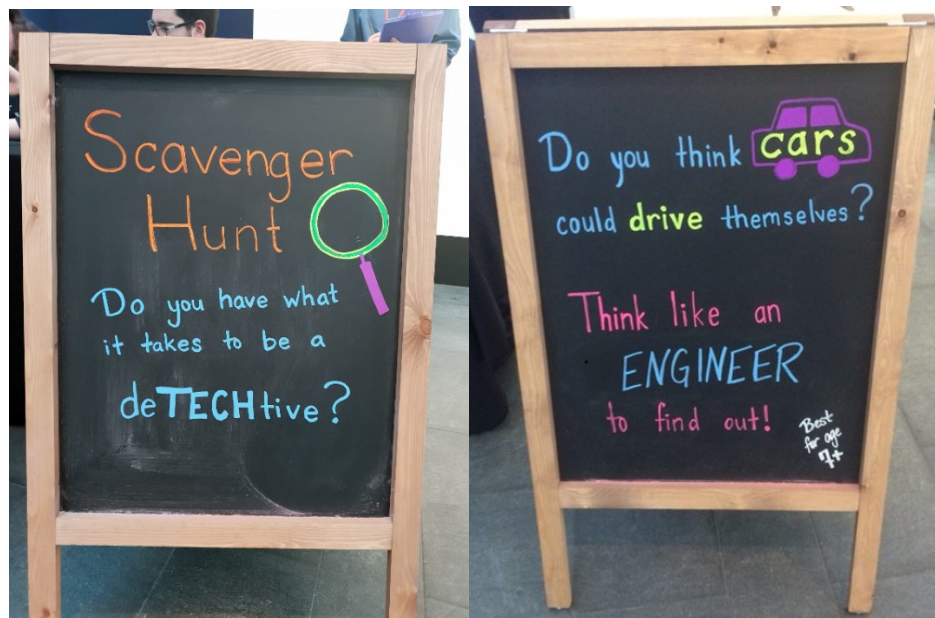 Scavenger
Hunt
Do you have what
it takes to be a
deTECHtive?
Do you think cars
could drive themselves?
Think like an
ENGINEER
to find out!
Best
for age
7+